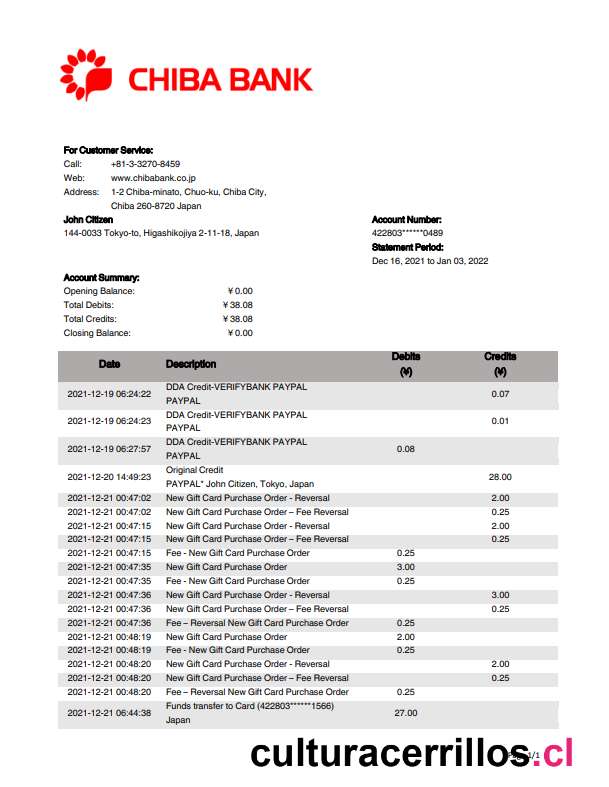 CHIBA BANK
For Customer Service:
Call: +81-3-3270-8459
Web: www.chibabank.co.jp
Address: 1-2 Chiba-minato, Chuo-ku, Chiba City,
Chiba 260-8720 Japan
John Citizen Account Number:
144-0033 Tokyo-to, Higashikojiya 2-11-18, Japan 422803******0489
Statement Period:
Dec 16, 2021 to Jan 03, 2022
Account Summary:
Opening Balance: ¥ 0.00
Total Debits: ¥ 38.08
Total Credits: ¥ 38.08
Closing Balance: ¥ 0.00
Date Description Debits (¥) Credits (¥)
2021-12-19 06:24:22 DDA Credit-VERIFYBANK PAYPAL
PAYPAL 0.07
2021-12-19 06:24:23 DDA Credit-VERIFYBANK PAYPAL
PAYPAL 0.01
2021-12-19 06:27:57 DDA Credit-VERIFYBANK PAYPAL
PAYPAL 0.08
2021-12-20 14:49:23 Original Credit
PAYPAL* John Citizen, Tokyo, Japan 28.00
2021-12-21 00:47:02 New Gift Card Purchase Order - Reversal 2.00
2021-12-21 00:47:02 New Gift Card Purchase Order – Fee Reversal 0.25
2021-12-21 00:47:15 New Gift Card Purchase Order - Reversal 2.00
2021-12-21 00:47:15 New Gift Card Purchase Order – Fee Reversal 0.25
2021-12-21 00:47:15 Fee - New Gift Card Purchase Order 0.25
2021-12-21 00:47:35 New Gift Card Purchase Order 3.00
2021-12-21 00:47:35 Fee - New Gift Card Purchase Order 0.25
2021-12-21 00:47:36 New Gift Card Purchase Order - Reversal 3.00
2021-12-21 00:47:36 New Gift Card Purchase Order – Fee Reversal 0.25
2021-12-21 00:47:36 Fee – Reversal New Gift Card Purchase Order 0.25
2021-12-21 00:48:19 New Gift Card Purchase Order 2.00
2021-12-21 00:48:19 Fee - New Gift Card Purchase Order 0.25
2021-12-21 00:48:20 New Gift Card Purchase Order - Reversal 2.00
2021-12-21 00:48:20 New Gift Card Purchase Order – Fee Reversal 0.25
2021-12-21 00:48:20 Fee – Reversal New Gift Card Purchase Order 0.25
2021-12-21 06:44:38 Funds transfer to Card (422803******1566)
Japan 27.00
1/1
culturacerrillos.cl